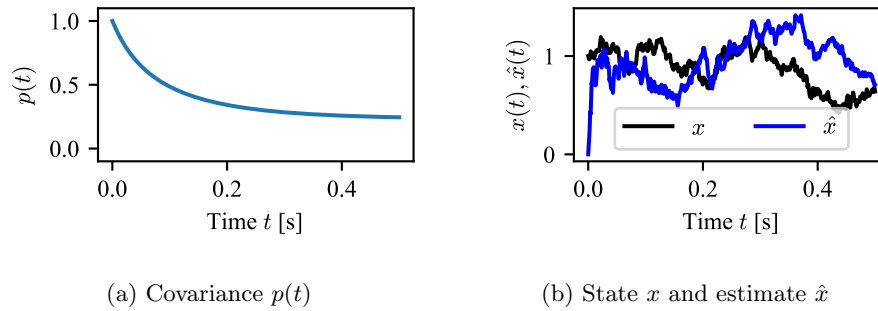 1.0
0.5
0.0
p(t)
0.0
0.2
0.4
Time t [s]
(a) Covariance p(t)
1
0
x(t), x̂(t)
x
x̂
0.0
0.2
0.4
Time t [s]
(b) State x and estimate x̂